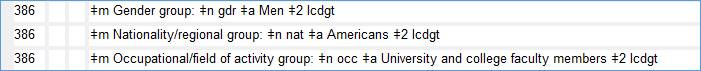 386 ǂm Gender group: ǂn gdr ǂa Men ǂ2 lcdgt
386 ǂm Nationality/regional group: ǂn nat ǂa Americans ǂ2 lcdgt
386 ǂm Occupational/field of activity group: ǂn occ ǂa University and college faculty members ǂ2 lcdgt